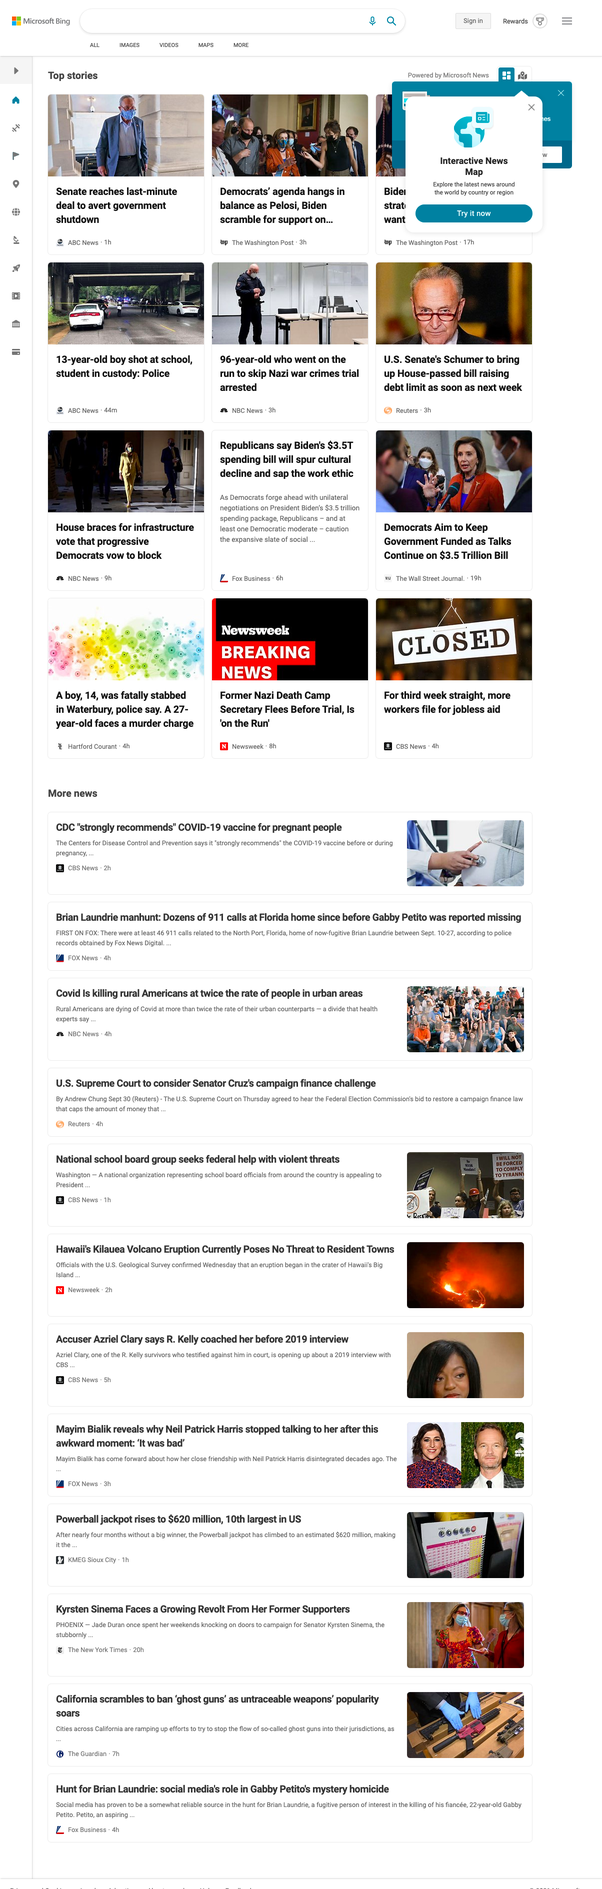 Microsoft Bing
Sign in
Rewards
ALL
IMAGES
VIDEOS
MAPS
MORE
Top stories
Powered by Microsoft News
Interactive News
Map
Explore the latest news around
the world by country or region
Try it now
Senate reaches last-minute
deal to avert government
shutdown
ABC News · 1h
Democrats’ agenda hangs in
balance as Pelosi, Biden
scramble for support on...
The Washington Post · 3h
The Washington Post · 17h
13-year-old boy shot at school,
student in custody: Police
ABC News · 44m
96-year-old who went on the
run to skip Nazi war crimes trial
arrested
NBC News · 3h
U.S. Senate's Schumer to bring
up House-passed bill raising
debt limit as soon as next week
Reuters · 3h
House braces for infrastructure
vote that progressive
Democrats vow to block
NBC News · 9h
Republicans say Biden's $3.5T
spending bill will spur cultural
decline and sap the work ethic
As Democrats forge ahead with unilateral
negotiations on President Biden's $3.5 trillion
spending package, Republicans – and at
least one Democratic moderate – caution
the expansive slate of social ...
Fox Business · 6h
Democrats Aim to Keep
Government Funded as Talks
Continue on $3.5 Trillion Bill
The Wall Street Journal. · 19h
A boy, 14, was fatally stabbed
in Waterbury, police say. A 27-
year-old faces a murder charge
Hartford Courant · 4h
Newsweek
BREAKING
NEWS
Former Nazi Death Camp
Secretary Flees Before Trial, Is
'on the Run'
Newsweek · 8h
CLOSED
For third week straight, more
workers file for jobless aid
CBS News · 4h
More news
CDC "strongly recommends" COVID-19 vaccine for pregnant people
The Centers for Disease Control and Prevention says it "strongly recommends" the COVID-19 vaccine before or during
pregnancy, ...
CBS News · 2h
Brian Laundrie manhunt: Dozens of 911 calls at Florida home since before Gabby Petito was reported missing
FIRST ON FOX: There were at least 46 911 calls related to the North Port, Florida, home of now-fugitive Brian Laundrie between Sept. 10-27, according to police
records obtained by Fox News Digital. ...
FOX News · 4h
Covid Is killing rural Americans at twice the rate of people in urban areas
Rural Americans are dying of Covid at more than twice the rate of their urban counterparts — a divide that health
experts say ...
NBC News · 4h
U.S. Supreme Court to consider Senator Cruz's campaign finance challenge
By Andrew Chung Sept 30 (Reuters) - The U.S. Supreme Court on Thursday agreed to hear the Federal Election Commission's bid to restore a campaign finance law
that caps the amount of money that ...
Reuters · 4h
National school board group seeks federal help with violent threats
Washington — A national organization representing school board officials from around the country is appealing to
President ...
CBS News · 1h
I WILL NOT
BE FORCED
TO COMPLY
TO TYRANNY
Hawaii's Kilauea Volcano Eruption Currently Poses No Threat to Resident Towns
Officials with the U.S. Geological Survey confirmed Wednesday that an eruption began in the crater of Hawaii's Big
Island ...
Newsweek · 2h
Accuser Azriel Clary says R. Kelly coached her before 2019 interview
Azriel Clary, one of the R. Kelly survivors who testified against him in court, is opening up about a 2019 interview with
CBS ...
CBS News · 5h
Mayim Bialik reveals why Neil Patrick Harris stopped talking to her after this
awkward moment: 'It was bad'
Mayim Bialik has come forward about how her close friendship with Neil Patrick Harris disintegrated decades ago. The
...
FOX News · 3h
Powerball jackpot rises to $620 million, 10th largest in US
After nearly four months without a big winner, the Powerball jackpot has climbed to an estimated $620 million, making
it the ...
KMEG Sioux City · 1h
Kyrsten Sinema Faces a Growing Revolt From Her Former Supporters
PHOENIX — Jade Duran once spent her weekends knocking on doors to campaign for Senator Kyrsten Sinema, the
stubbornly ...
The New York Times · 20h
California scrambles to ban 'ghost guns' as untraceable weapons' popularity
soars
Cities across California are ramping up efforts to try to stop the flow of so-called ghost guns into their jurisdictions, as
...
The Guardian · 7h
Hunt for Brian Laundrie: social media's role in Gabby Petito's mystery homicide
Social media has proven to be a somewhat reliable source in the hunt for Brian Laundrie, a fugitive person of interest in the killing of his fiancée, 22-year-old Gabby
Petito. Petito, an aspiring ...
Fox Business · 4h